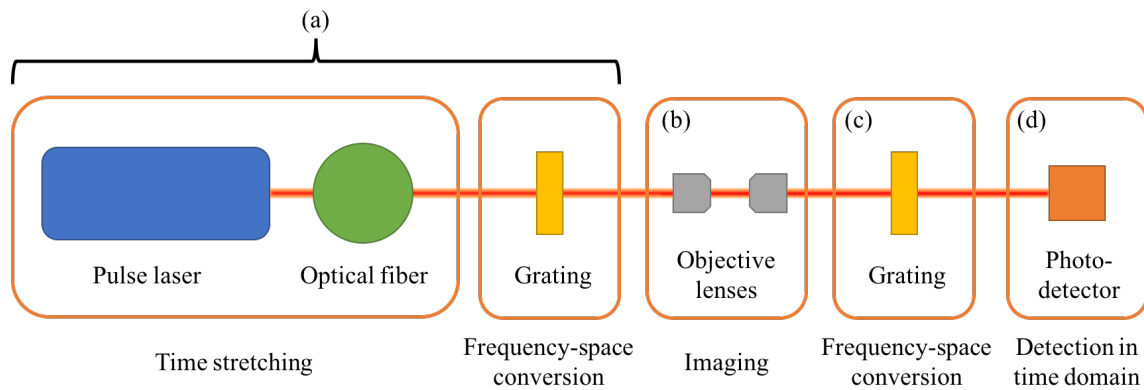 (a)
(b)
(c)
(d)
Pulse laser
Optical fiber
Grating
Objective
lenses
Grating
Photo-
detector
Time stretching
Frequency-space
conversion
Imaging
Frequency-space
conversion
Detection in
time domain